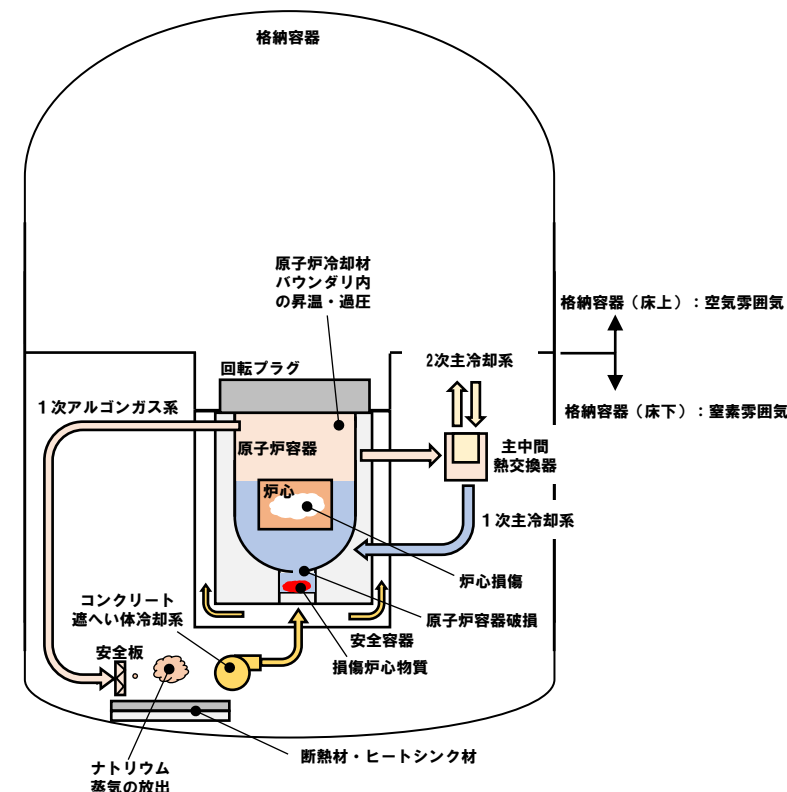 格納容器
原子炉冷却材
バウンダリ内
の昇温・過圧
格納容器(床上):空気雰囲気
2次主冷却系
回転プラグ
1次アルゴンガス系
格納容器(床下):窒素雰囲気
原子炉容器
主中間
熱交換器
炉心
1次主冷却系
炉心損傷
コンクリート
遮へい体冷却系
原子炉容器破損
安全容器
安全板
損傷炉心物質
断熱材・ヒートシンク材
ナトリウム
蒸気の放出